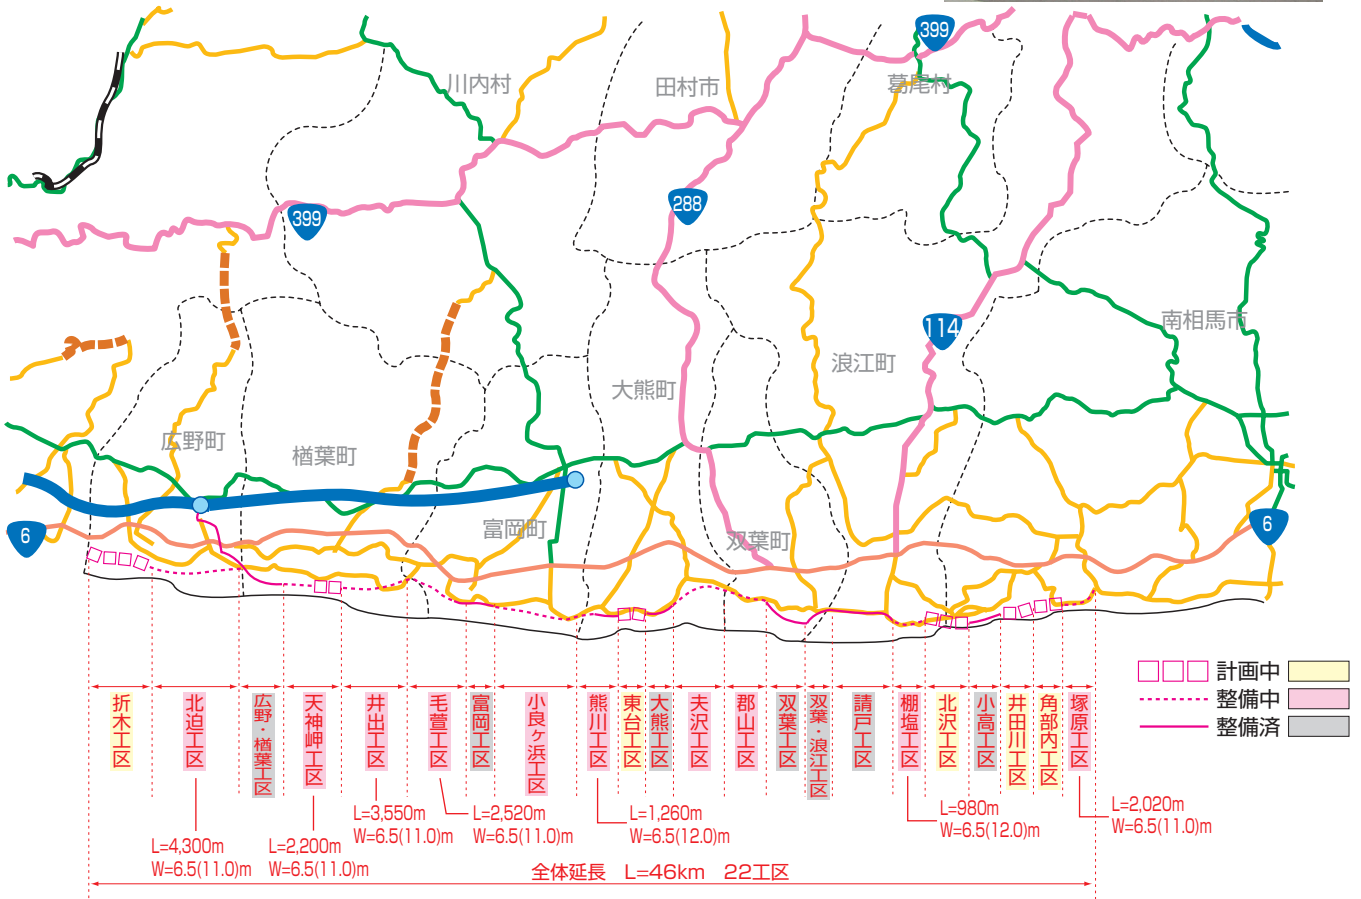 399
川内村
田村市
葛尾村
399
288
114
南相馬市
浪江町
大熊町
広野町
楢葉町
富岡町
双葉町
6
6
計画中
整備中
整備済
折木工区
北迫工区
広野・楢葉工区
天神岬工区
井出工区
毛萱工区
富岡工区
小良ヶ浜工区
熊川工区
東台工区
大熊工区
夫沢工区
郡山工区
双葉工区
双葉・浪江工区
請戸工区
棚塩工区
北沢工区
小高工区
井田川工区
角部内工区
塚原工区
L=4,300m
W=6.5(11.0)m
L=2,200m
W=6.5(11.0)m
L=3,550m
W=6.5(11.0)m
L=2,520m
W=6.5(11.0)m
L=1,260m
W=6.5(12.0)m
L=980m
W=6.5(12.0)m
L=2,020m
W=6.5(11.0)m
全体延長 L=46km 22工区